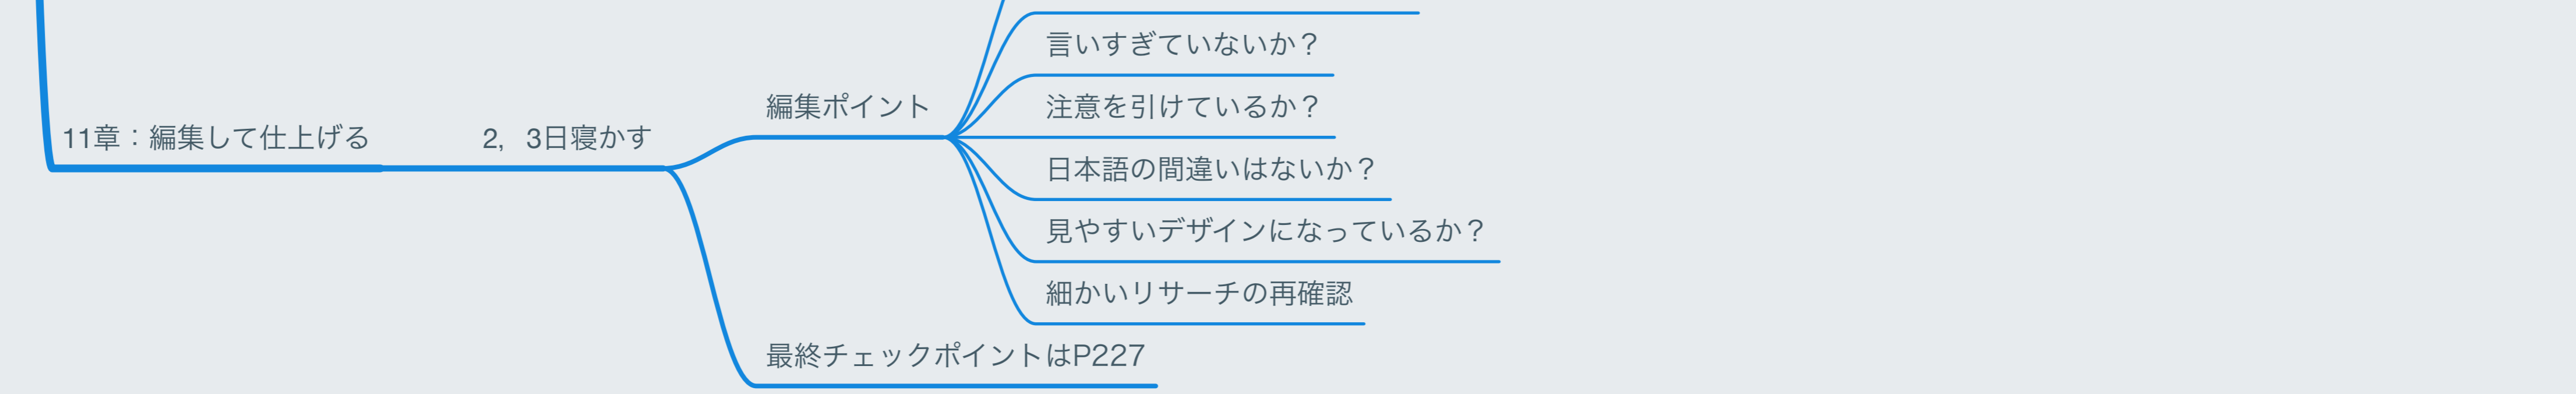 言いすぎていないか？
編集ポイント
注意を引けているか？
11章：編集して仕上げる
2，3日寝かす
日本語の間違いはないか？
見やすいデザインになっているか？
細かいリサーチの再確認
最終チェックポイントはP227